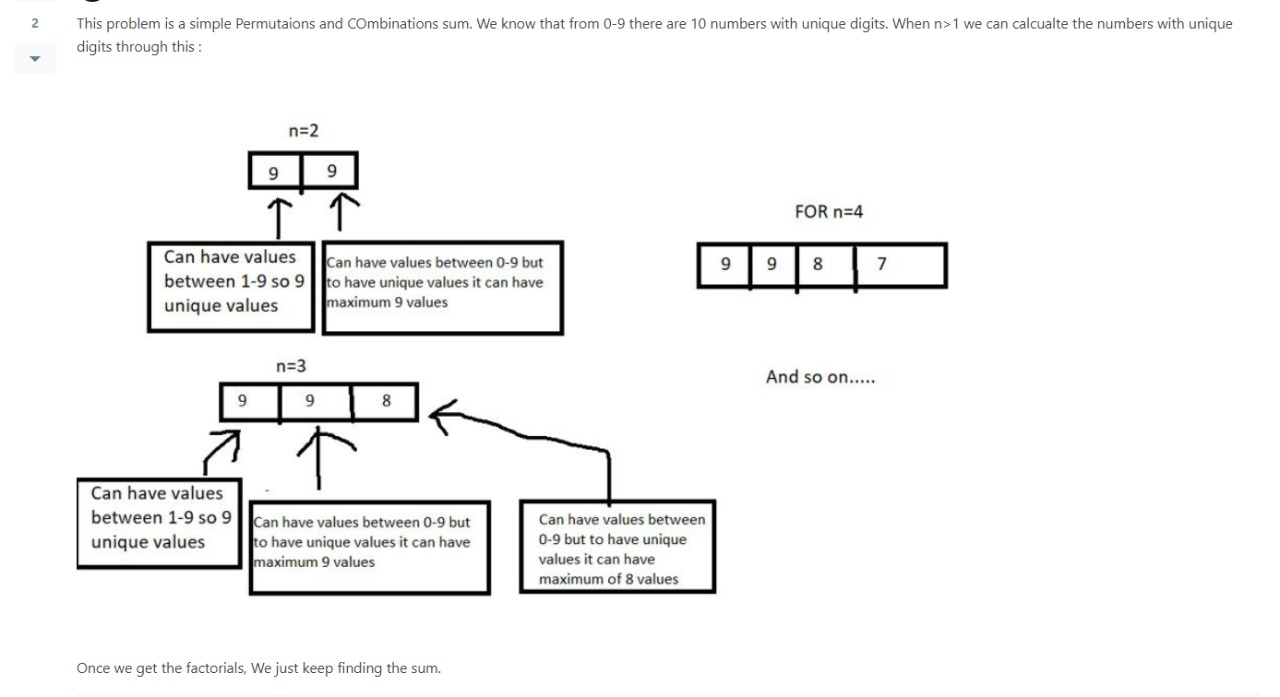 2
This problem is a simple Permutaions and COmbinations sum. We know that from 0-9 there are 10 numbers with unique digits. When n>1 we can calcualte the numbers with unique
digits through this :
n=2
9 9
Can have values
between 1-9 so 9
unique values
Can have values between 0-9 but
to have unique values it can have
maximum 9 values
FOR n=4
9 9 8 7
And so on.....
n=3
9 9 8
Can have values
between 1-9 so 9
unique values
Can have values between 0-9 but
to have unique values it can have
maximum 9 values
Can have values between
0-9 but to have unique
values it can have
maximum of 8 values
Once we get the factorials, We just keep finding the sum.